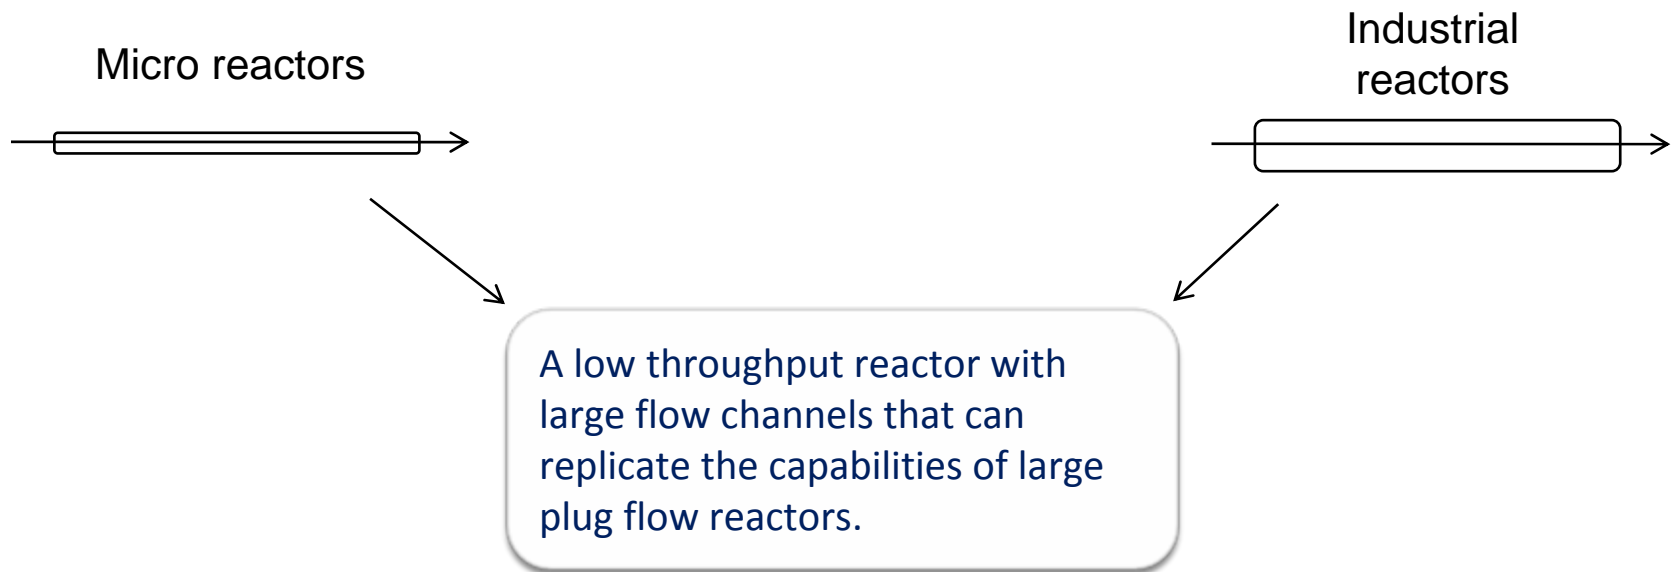 Micro reactors
Industrial
reactors
A low throughput reactor with
large flow channels that can
replicate the capabilities of large
plug flow reactors.